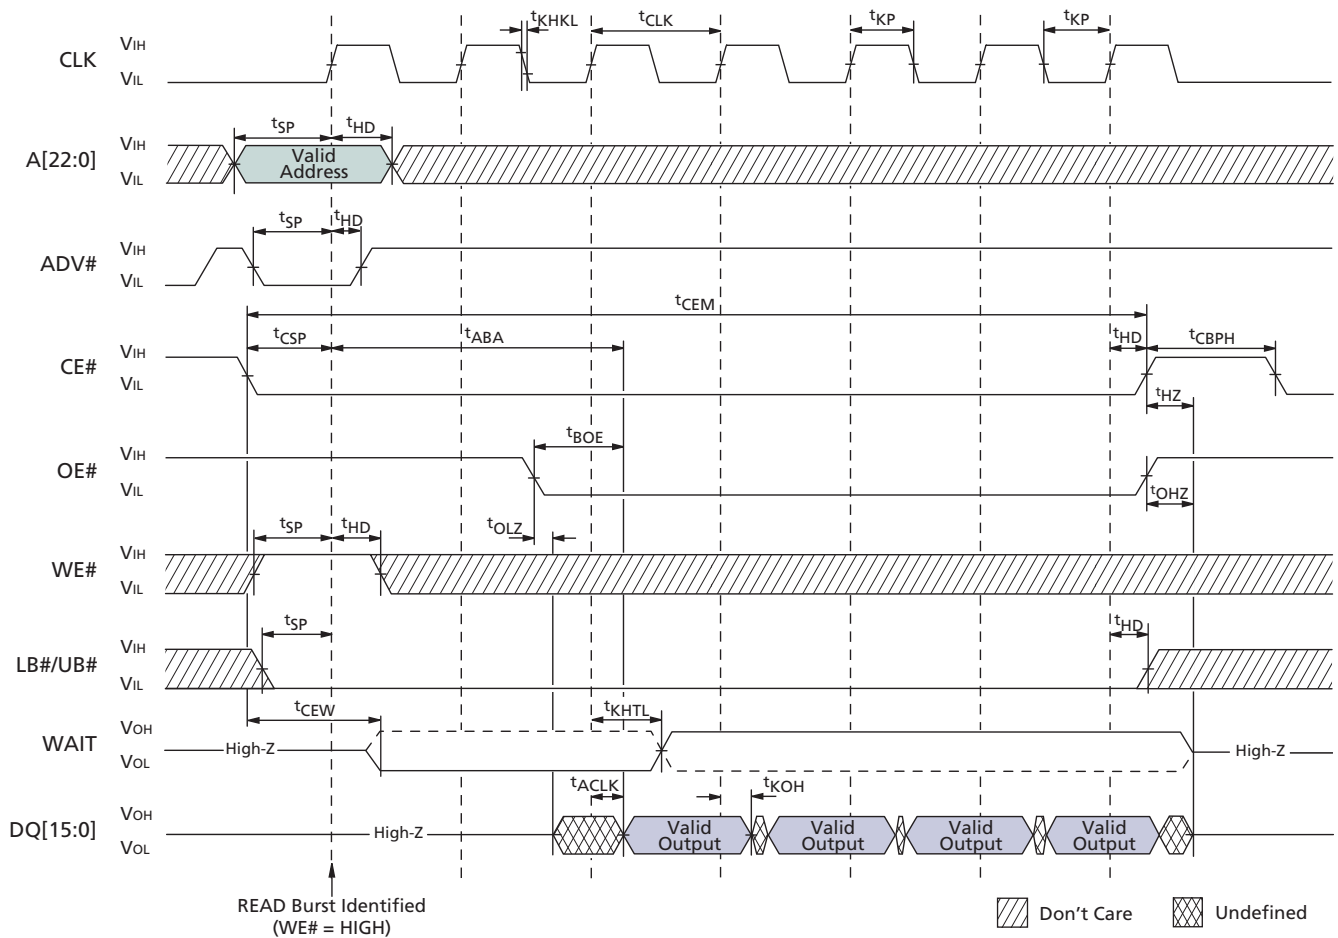 tKHKL
tCLK
tKP
tKP
CLK
VIH
VIL
tSP
tHD
A[22:0]
VIH
VIL
Valid
Address
tSP
tHD
ADV#
VIH
VIL
tCEM
tCSP
tABA
tHD
tCBPH
CE#
VIH
VIL
tHZ
tBOE
OE#
VIH
VIL
tOHZ
tSP
tHD
tOLZ
WE#
VIH
VIL
tSP
tHD
LB#/UB#
VIH
VIL
tCEW
tKHTL
WAIT
VOH
VOL
High-Z
High-Z
tACLK
tKOH
DQ[15:0]
VOH
VOL
High-Z
Valid
Output
Valid
Output
Valid
Output
Valid
Output
READ Burst Identified
(WE# = HIGH)
Don't Care
Undefined